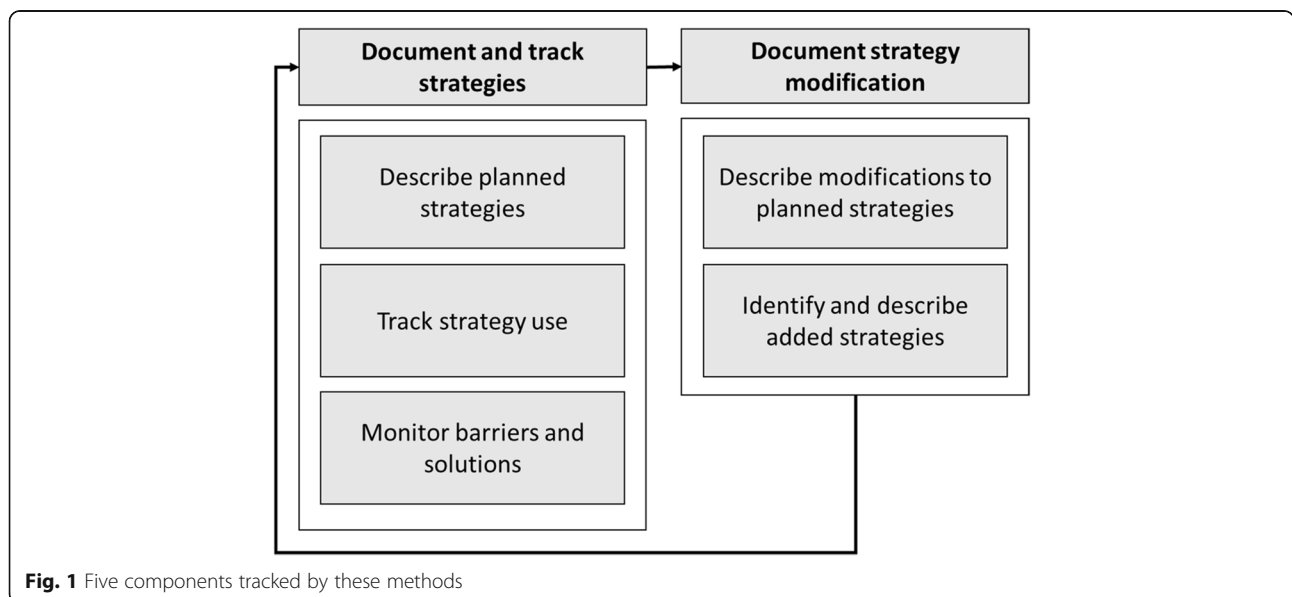 Document and track
strategies
Describe planned
strategies
Track strategy use
Monitor barriers and
solutions
Document strategy
modification
Describe modifications to
planned strategies
Identify and describe
added strategies
Fig. 1 Five components tracked by these methods